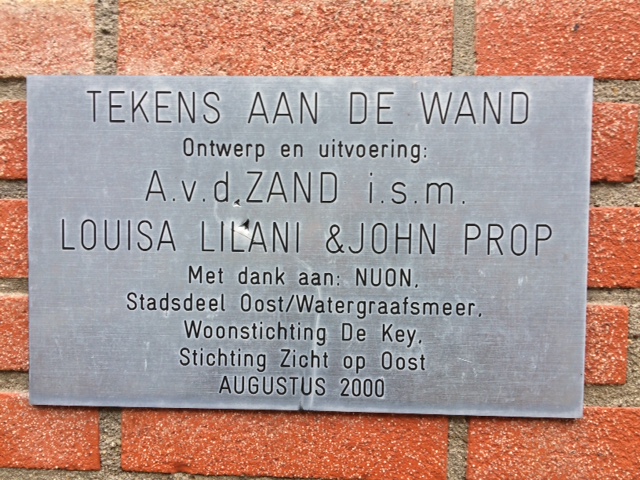 TEKENS AAN DE WAND
Ontwerp en uitvoering:
A.v.d.ZAND i.s.m.
LOUISA LILANI &JOHN PROP
Met dank aan: NUON,
Stadsdeel Oost/Watergraafsmeer,
Woonstichting De Key,
Stichting Zicht op Oost
AUGUSTUS 2000